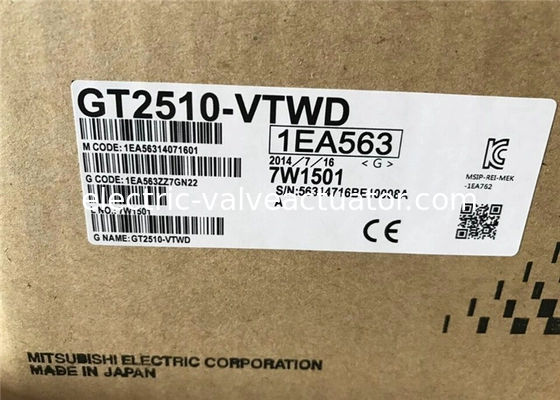 GT2510-VTWD
1EA563
M CODE: 1EA56314071601
2014/7/16 <G>
7W1501
G CODE: 1EA563ZZ7GN22
7W1501
G NAME: GT2510-VTWD
CE
MSIP-REI-MEK
-1EA762
electric-valveactuator.com
MITSUBISHI ELECTRIC CORPORATION
MADE IN JAPAN